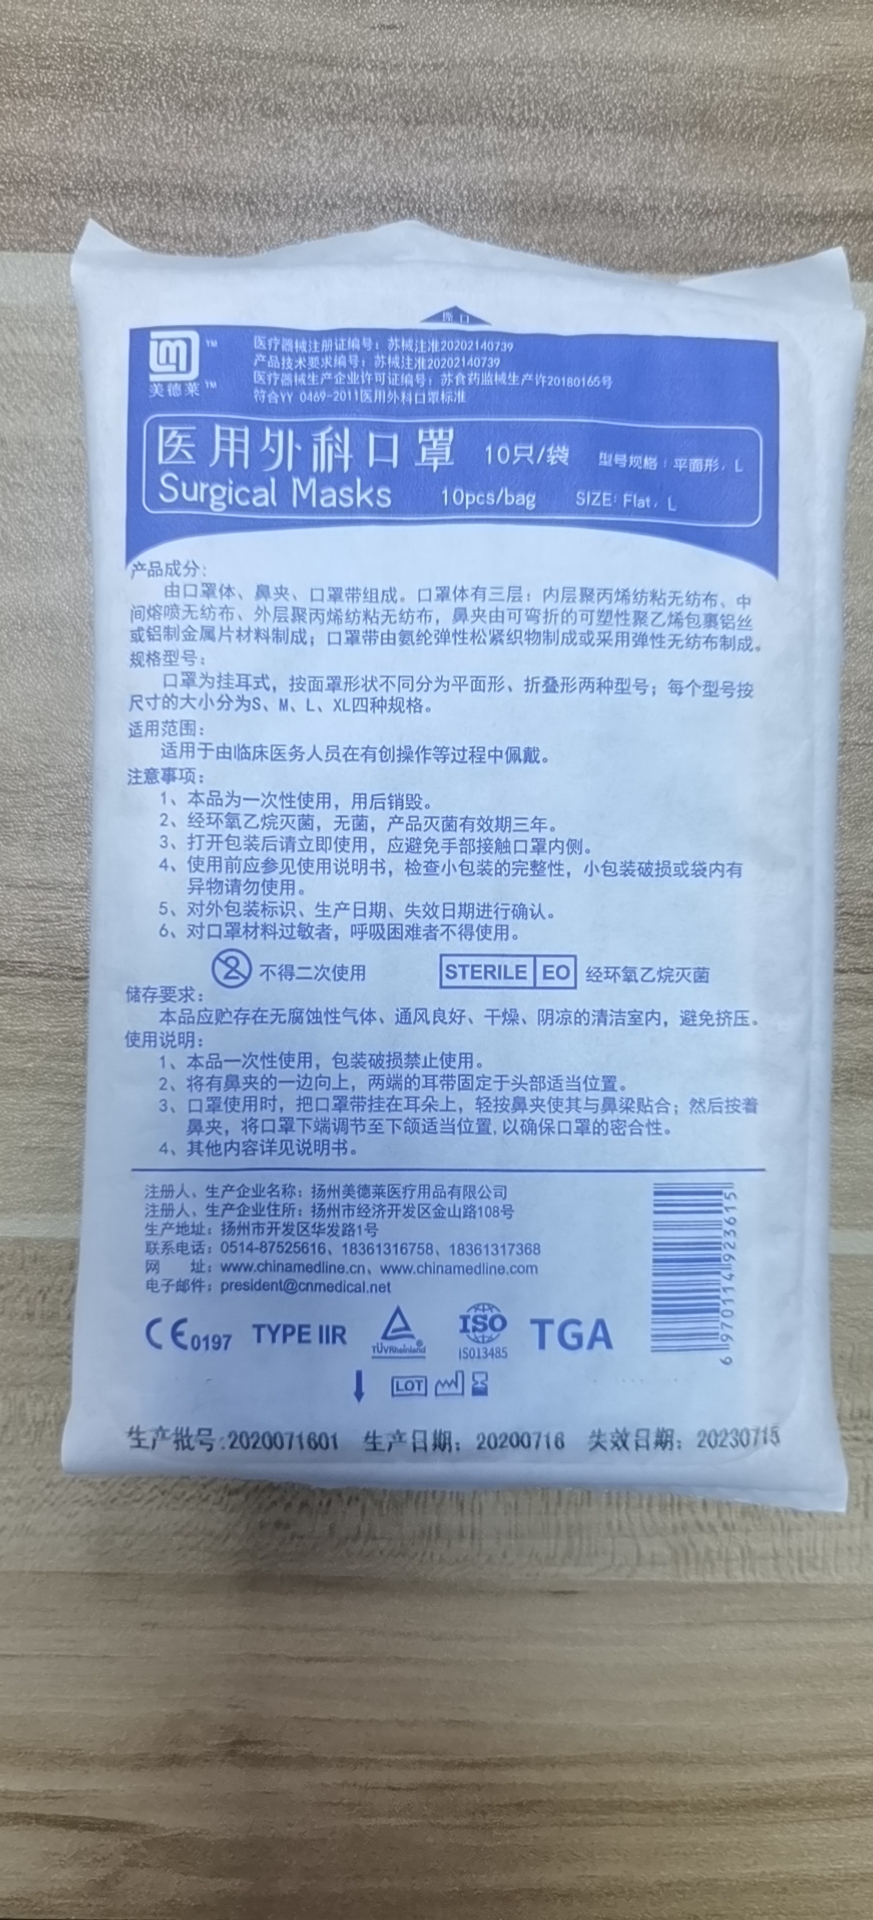 撕口
TM
美德莱TM
医疗器械注册证编号：苏械注准20202140739
产品技术要求编号：苏械注准20202140739
医疗器械生产企业许可证编号：苏食药监械生产许20180165号
符合YY 0469-2011医用外科口罩标准
医用外科口罩 10只/袋 型号规格：平面形，L
Surgical Masks 10pcs/bag SIZE: Flat，L
产品成分：
由口罩体、鼻夹、口罩带组成。口罩体有三层：内层聚丙烯纺粘无纺布、中
间熔喷无纺布、外层聚丙烯纺粘无纺布，鼻夹由可弯折的可塑性聚乙烯包裹铝丝
或铝制金属片材料制成；口罩带由氨纶弹性松紧织物制成或采用弹性无纺布制成。
规格型号：
口罩为挂耳式，按面罩形状不同分为平面形、折叠形两种型号；每个型号按
尺寸的大小分为S、M、L、XL四种规格。
适用范围：
适用于由临床医务人员在有创操作等过程中佩戴。
注意事项：
1、本品为一次性使用，用后销毁。
2、经环氧乙烷灭菌，无菌，产品灭菌有效期三年。
3、打开包装后请立即使用，应避免手部接触口罩内侧。
4、使用前应参见使用说明书，检查小包装的完整性，小包装破损或袋内有
异物请勿使用。
5、对外包装标识、生产日期、失效日期进行确认。
6、对口罩材料过敏者，呼吸困难者不得使用。
2 不得二次使用 STERILE EO 经环氧乙烷灭菌
储存要求：
本品应贮存在无腐蚀性气体、通风良好、干燥、阴凉的清洁室内，避免挤压。
使用说明：
1、本品一次性使用，包装破损禁止使用。
2、将有鼻夹的一边向上，两端的耳带固定于头部适当位置。
3、口罩使用时，把口罩带挂在耳朵上，轻按鼻夹使其与鼻梁贴合；然后按着
鼻夹，将口罩下端调节至下颌适当位置,以确保口罩的密合性。
4、其他内容详见说明书。
注册人、生产企业名称：扬州美德莱医疗用品有限公司
注册人、生产企业住所：扬州市经济开发区金山路108号
生产地址：扬州市开发区华发路1号
联系电话：0514-87525616、18361316758、18361317368
网 址：www.chinamedline.cn、www.chinamedline.com
电子邮件：president@cnmedical.net
6970114923615
CE0197 TYPE IIR TÜVRheinland® ISO ISO13485 TGA
LOT
生产批号:2020071601 生产日期：20200716 失效日期：20230715